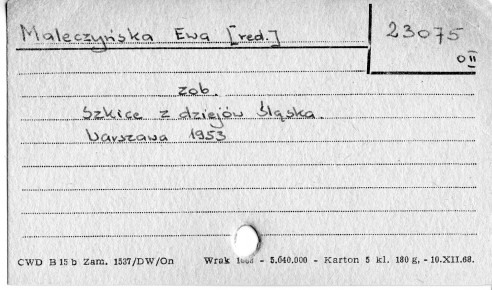 Maleczyńska Ewa [red.]
23075
OII
zob.
Szkice z dziejów Śląska.
Warszawa 1953
CWD B 15 b Zam. 1537/DW/On Wrak - 5.640.000 - Karton 5 kl. 180 g, - 10.XII.68.